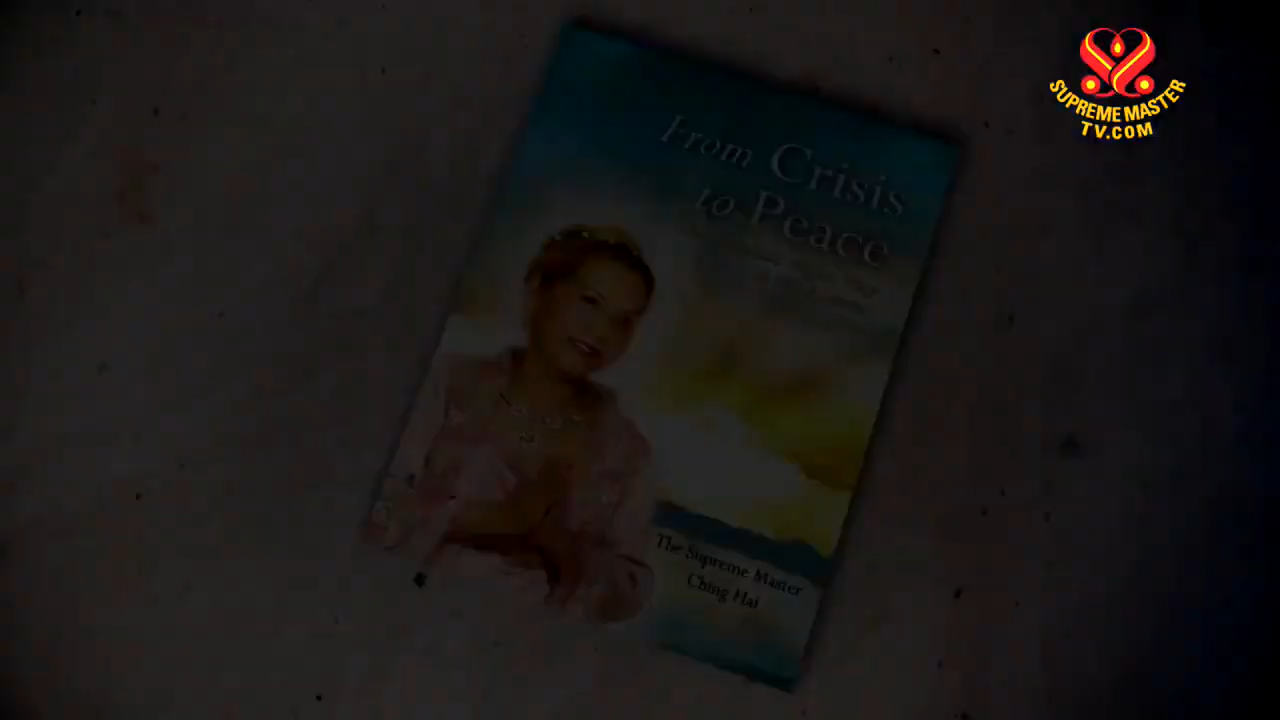 SUPREME MASTER
TV.COM
From Crisis
to Peace
The Supreme Master
Ching Hai